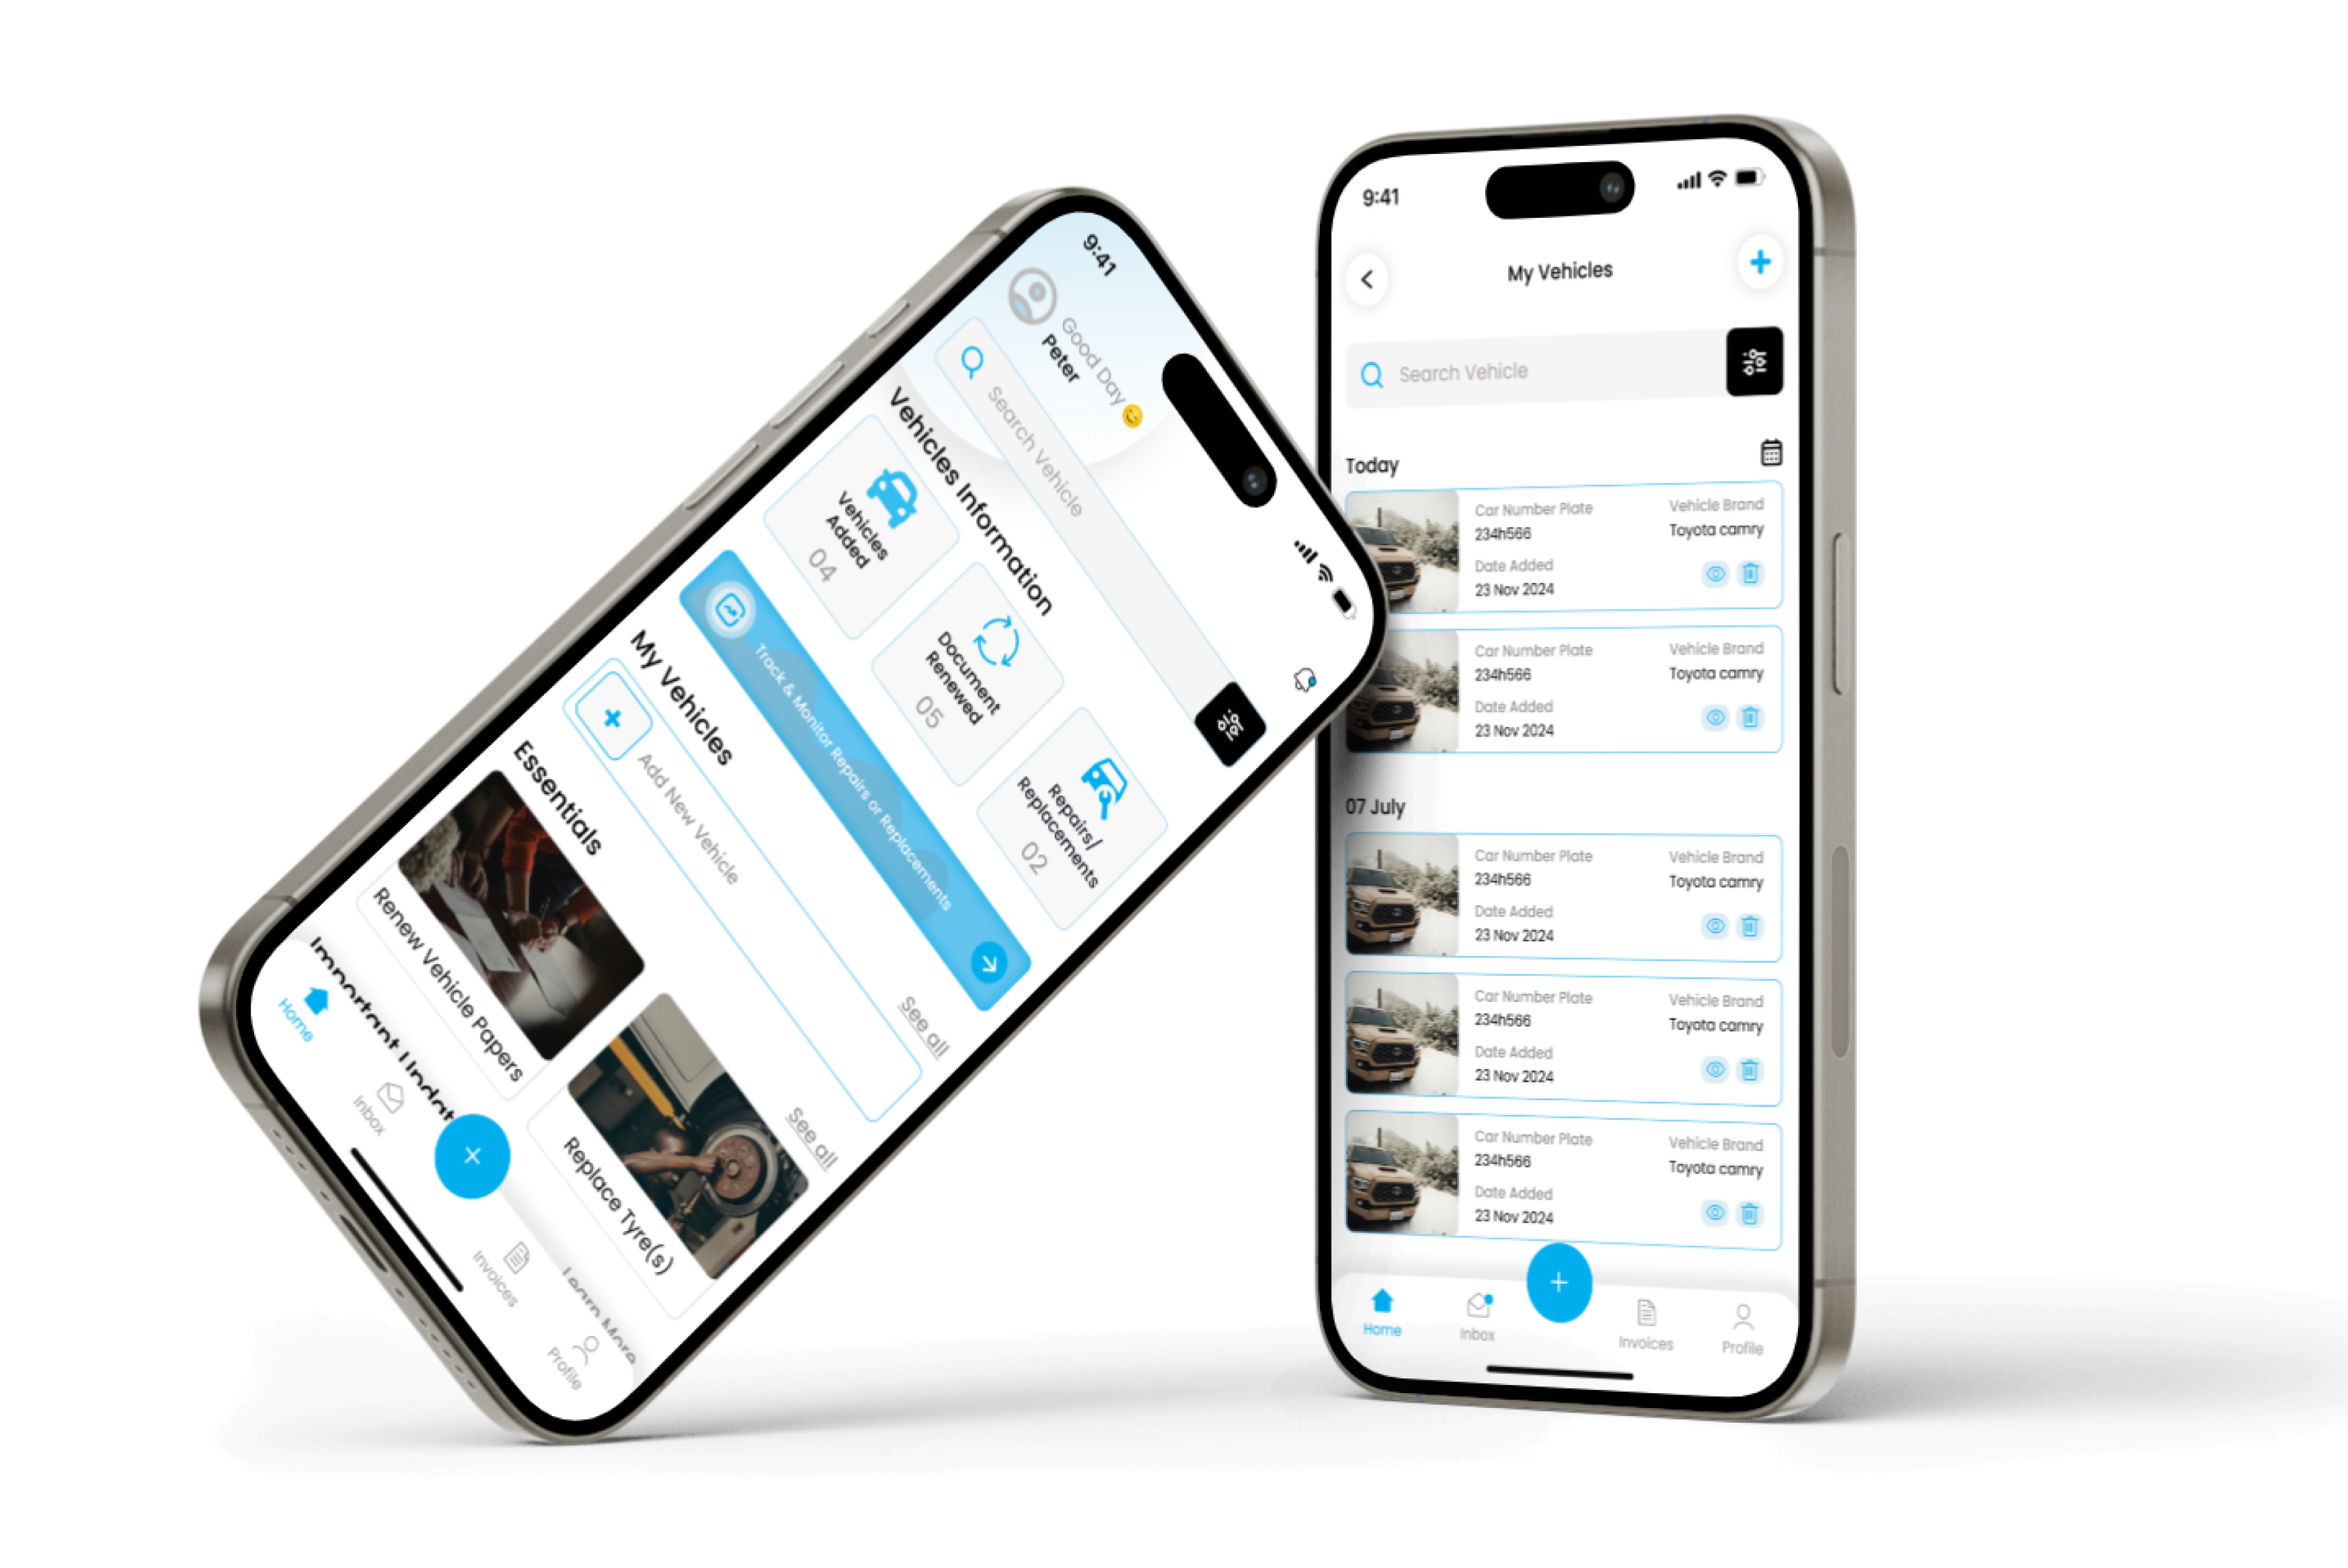 9:41
Good Day
Peter
Search Vehicle
Vehicles Information
Vehicles
Added
04
Document
Renewed
05
Repairs/
Replacements
02
Track & Monitor Repairs or Replacements
My Vehicles
See all
Add New Vehicle
Essentials
See all
Renew Vehicle Papers
Replace Tyre(s)
Important Updat
Learn More
Home
Inbox
Invoices
Profile
9:41
My Vehicles
Search Vehicle
Today
Car Number Plate
Vehicle Brand
234h566
Toyota camry
Date Added
23 Nov 2024
Car Number Plate
Vehicle Brand
234h566
Toyota camry
Date Added
23 Nov 2024
07 July
Car Number Plate
Vehicle Brand
234h566
Toyota camry
Date Added
23 Nov 2024
Car Number Plate
Vehicle Brand
234h566
Toyota camry
Date Added
23 Nov 2024
Car Number Plate
Vehicle Brand
234h566
Toyota camry
Date Added
23 Nov 2024
Home
Inbox
Invoices
Profile